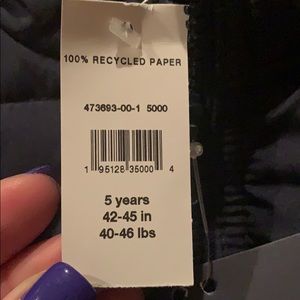 100% RECYCLED PAPER
473693-00-1 5000
1 95128 35000 4
5 years
42-45 in
40-46 lbs